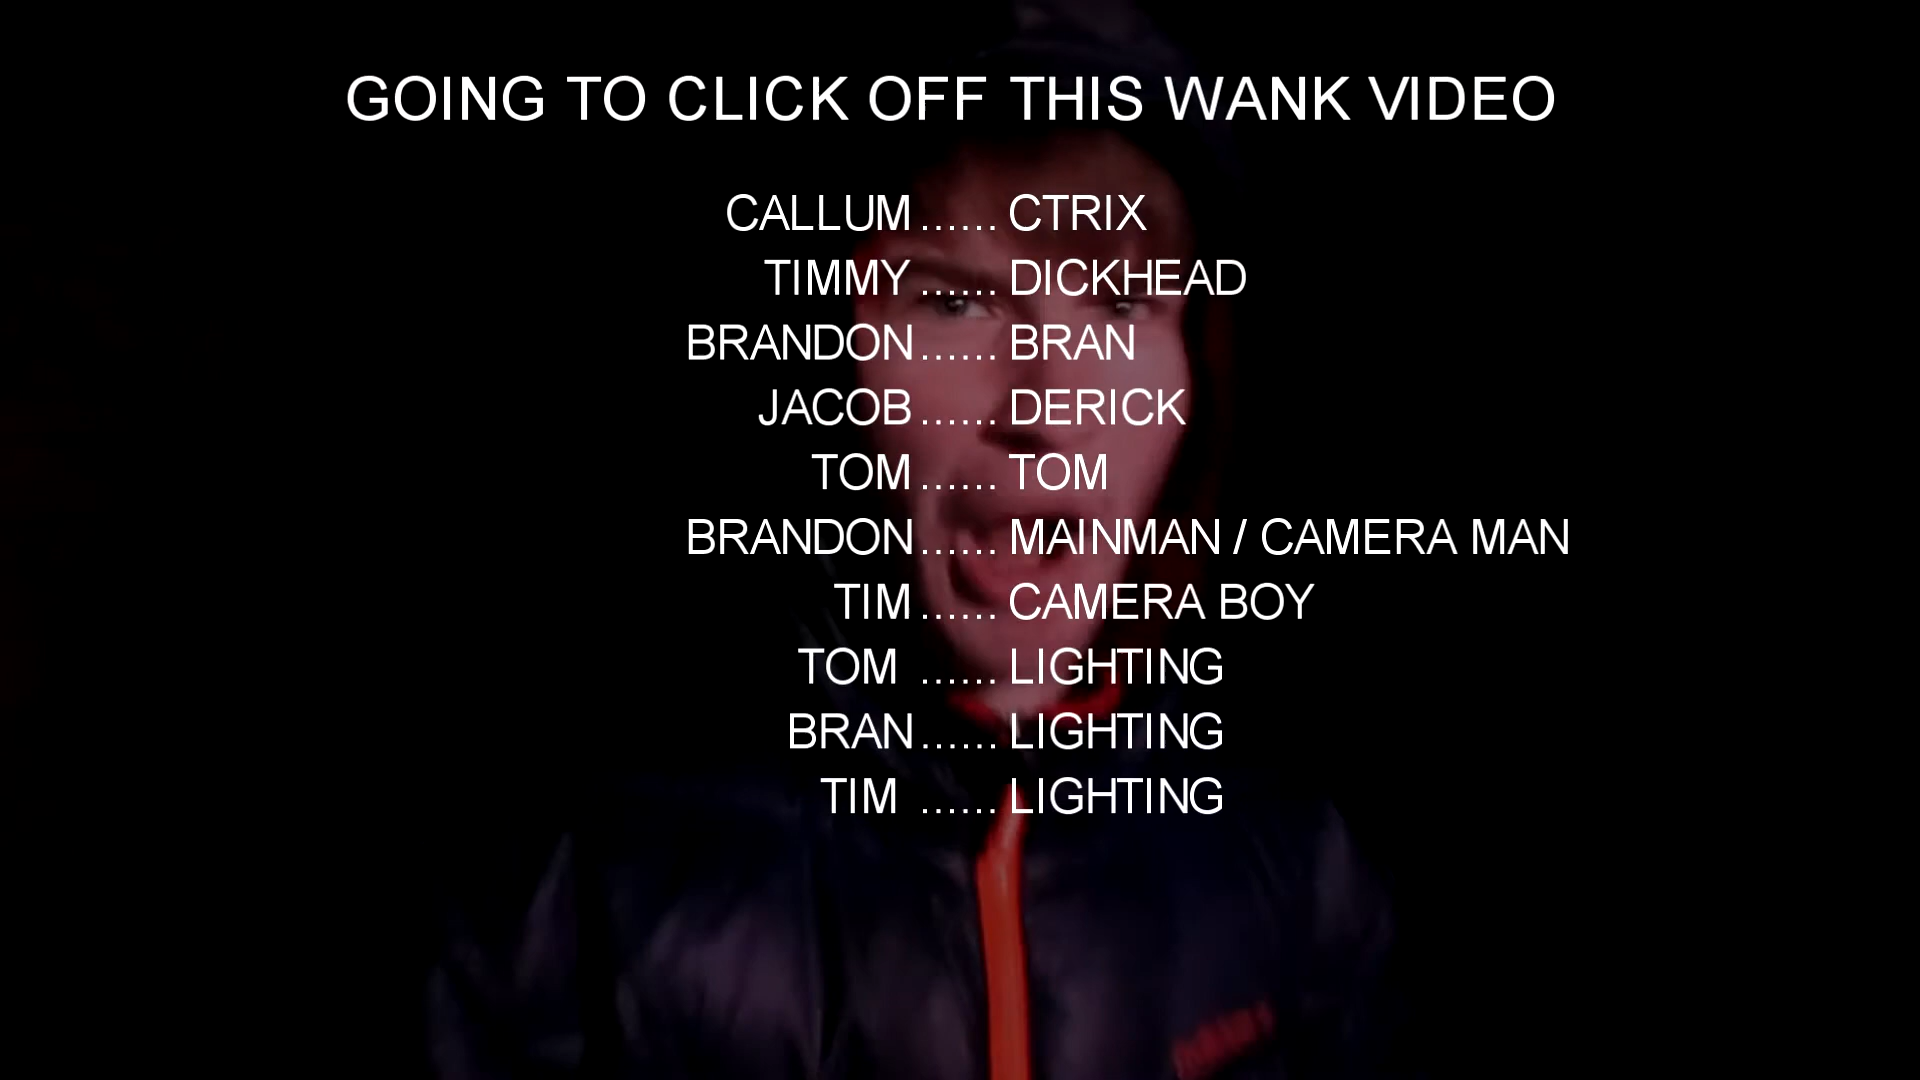 GOING TO CLICK OFF THIS WANK VIDEO
CALLUM ...... CTRIX
TIMMY ...... DICKHEAD
BRANDON ...... BRAN
JACOB ...... DERICK
TOM ...... TOM
BRANDON ...... MAINMAN / CAMERA MAN
TIM ...... CAMERA BOY
TOM ...... LIGHTING
BRAN ...... LIGHTING
TIM ...... LIGHTING